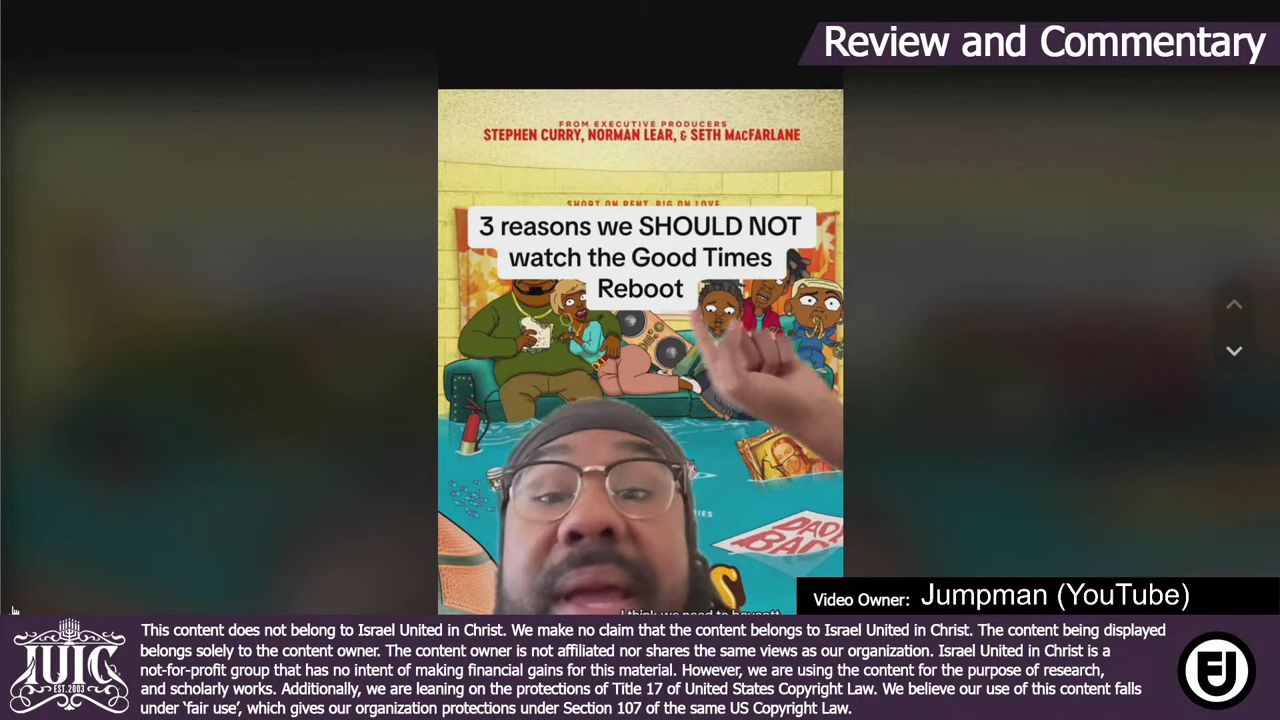 Review and Commentary
FROM EXECUTIVE PRODUCERS
STEPHEN CURRY, NORMAN LEAR, & SETH MACFARLANE
SHORT ON RENT, BIG ON LOVE
3 reasons we SHOULD NOT
watch the Good Times
Reboot
I think we need to boycott
Video Owner: Jumpman (YouTube)
IUIC
EST. 2003
This content does not belong to Israel United in Christ. We make no claim that the content belongs to Israel United in Christ. The content being displayed
belongs solely to the content owner. The content owner is not affiliated nor shares the same views as our organization. Israel United in Christ is a
not-for-profit group that has no intent of making financial gains for this material. However, we are using the content for the purpose of research,
and scholarly works. Additionally, we are leaning on the protections of Title 17 of United States Copyright Law. We believe our use of this content falls
under ‘fair use’, which gives our organization protections under Section 107 of the same US Copyright Law.